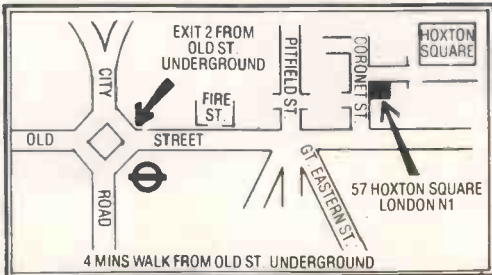 EXIT 2 FROM
OLD ST.
UNDERGROUND
CITY
FIRE
ST.
PITFIELD ST.
CORONET ST.
HOXTON
SQUARE
OLD
STREET
ROAD
GT. EASTERN ST.
57 HOXTON SQUARE
LONDON N1
4 MINS WALK FROM OLD ST. UNDERGROUND